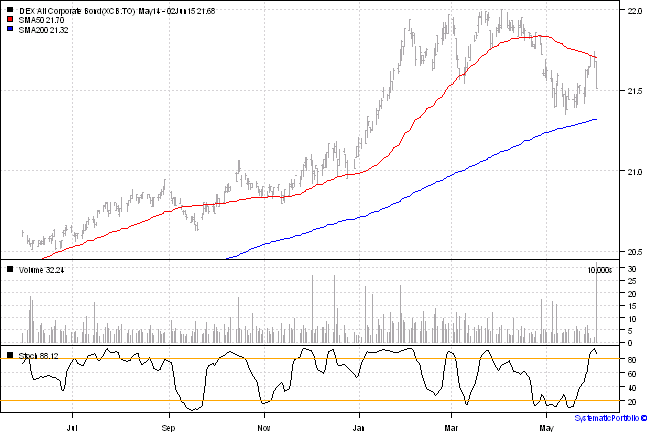 DEX All Corporate Bond(XCB.TO) May14 - 02Jun15 21.68
SMA50 21.70
SMA200 21.32
22.0
21.5
21.0
20.5
Volume 32.24
10,000s
30
25
20
15
10
5
0
Stoch 88.12
80
60
40
20
Jul
Sep
Nov
Jan
Mar
May
SystematicPortfolio ©